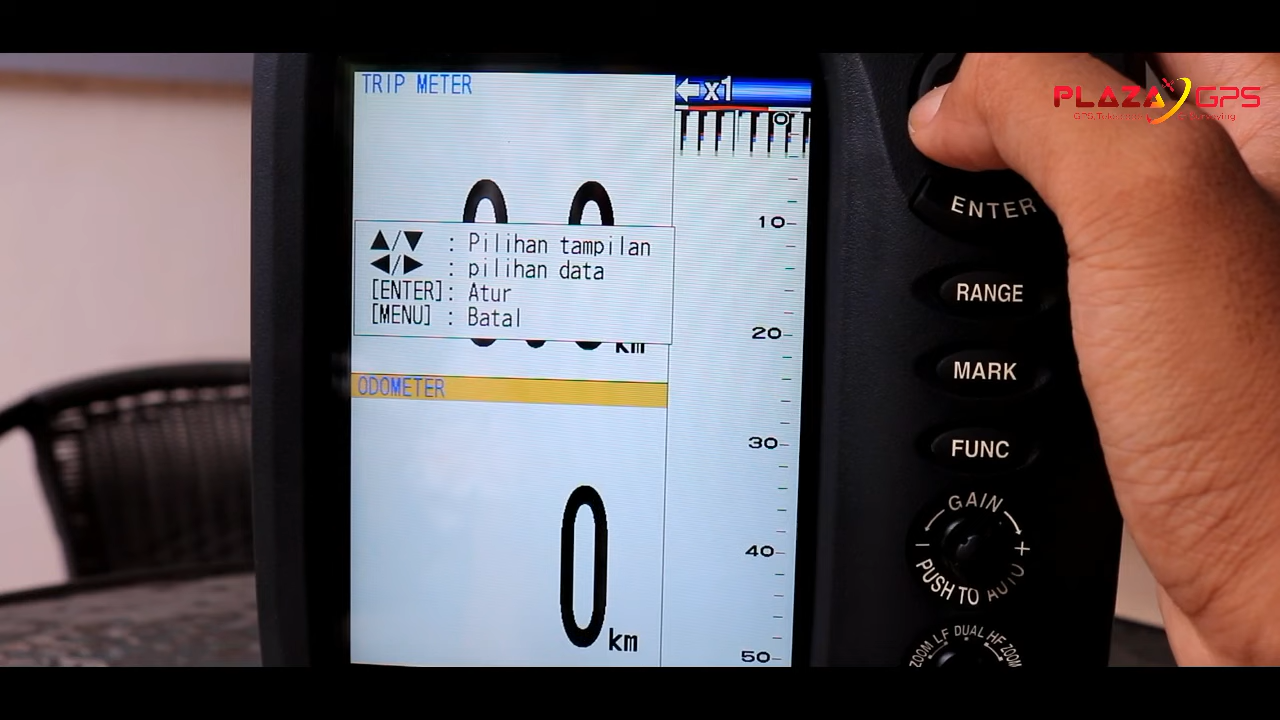 TRIP METER
x1
0
PLAZA GPS
▲/▼ : Pilihan tampilan
◀/▶ : pilihan data
[ENTER]: Atur
[MENU] : Batal
km
ODOMETER
0
km
10
20
30
40
50
ENTER
RANGE
MARK
FUNC
GAIN
- +
PUSH TO AUTO
ZOOM LF DUAL HF ZOOM